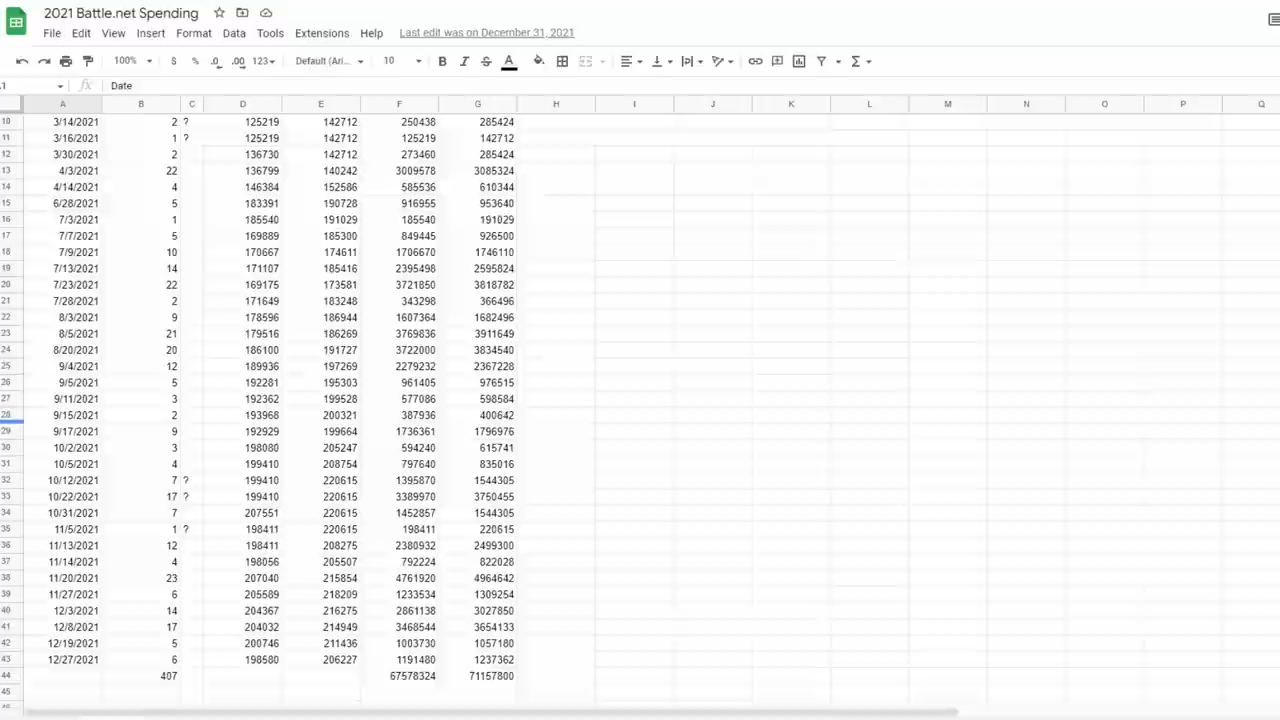 2021 Battle.net Spending
File Edit View Insert Format Data Tools Extensions Help Last edit was on December 31, 2021
100% $ % .0 .00 123 Default (Ari... 10 B I S A
Date
A B C D E F G H I J K L M N O P Q
10 3/14/2021 2 ? 125219 142712 250438 285424
11 3/16/2021 1 ? 125219 142712 125219 142712
12 3/30/2021 2 136730 142712 273460 285424
13 4/3/2021 22 136799 140242 3009578 3085324
14 4/14/2021 4 146384 152586 585536 610344
15 6/28/2021 5 183391 190728 916955 953640
16 7/3/2021 1 185540 191029 185540 191029
17 7/7/2021 5 169889 185300 849445 926500
18 7/9/2021 10 170667 174611 1706670 1746110
19 7/13/2021 14 171107 185416 2395498 2595824
20 7/23/2021 22 169175 173581 3721850 3818782
21 7/28/2021 2 171649 183248 343298 366496
22 8/3/2021 9 178596 186944 1607364 1682496
23 8/5/2021 21 179516 186269 3769836 3911649
24 8/20/2021 20 186100 191727 3722000 3834540
25 9/4/2021 12 189936 197269 2279232 2367228
26 9/5/2021 5 192281 195303 961405 976515
27 9/11/2021 3 192362 199528 577086 598584
28 9/15/2021 2 193968 200321 387936 400642
29 9/17/2021 9 192929 199664 1736361 1796976
30 10/2/2021 3 198080 205247 594240 615741
31 10/5/2021 4 199410 208754 797640 835016
32 10/12/2021 7 ? 199410 220615 1395870 1544305
33 10/22/2021 17 ? 199410 220615 3389970 3750455
34 10/31/2021 7 207551 220615 1452857 1544305
35 11/5/2021 1 ? 198411 220615 198411 220615
36 11/13/2021 12 198411 208275 2380932 2499300
37 11/14/2021 4 198056 205507 792224 822028
38 11/20/2021 23 207040 215854 4761920 4964642
39 11/27/2021 6 205589 218209 1233534 1309254
40 12/3/2021 14 204367 216275 2861138 3027850
41 12/8/2021 17 204032 214949 3468544 3654133
42 12/19/2021 5 200746 211436 1003730 1057180
43 12/27/2021 6 198580 206227 1191480 1237362
44 407 67578324 71157800
45